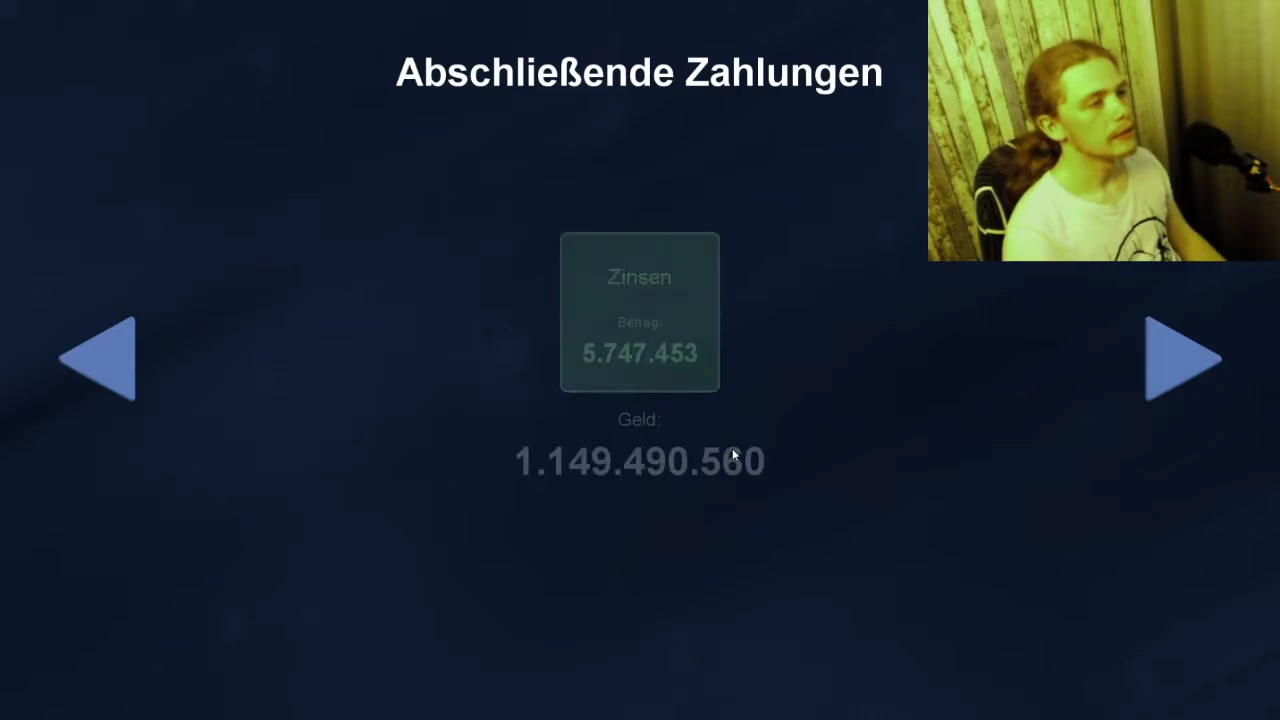 Abschließende Zahlungen
Zinsen
Betrag:
5.747.453
Geld:
1.149.490.560